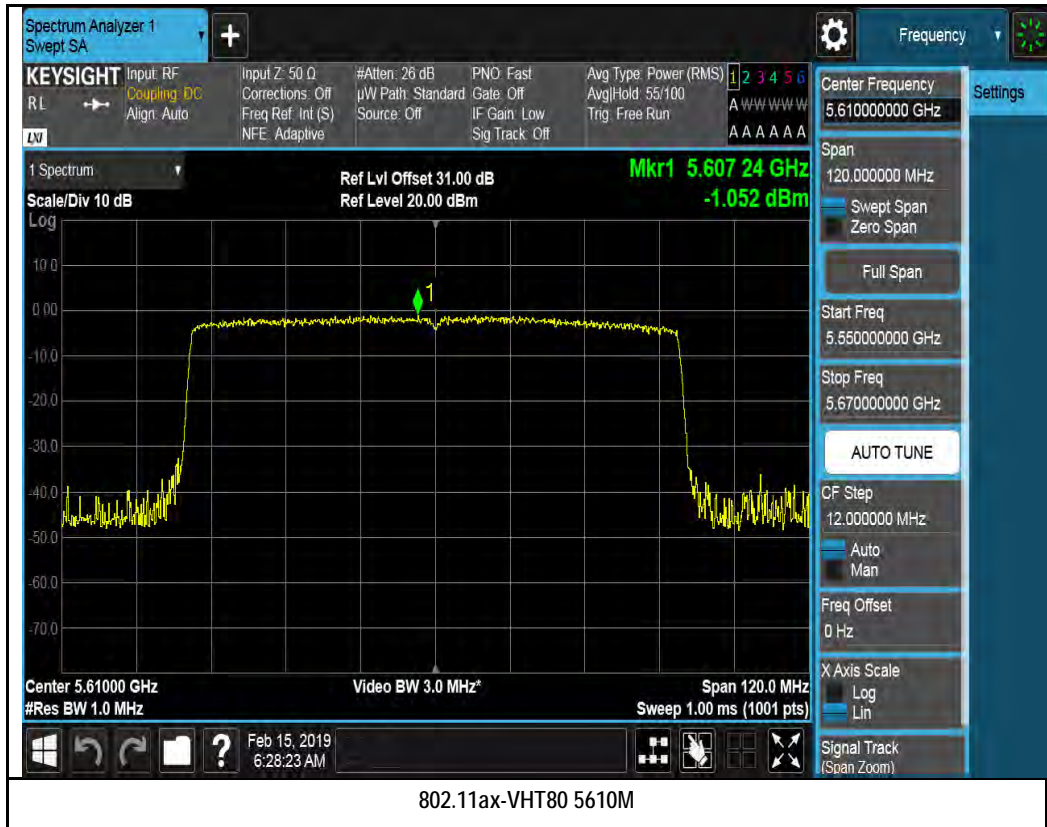 Spectrum Analyzer 1
Swept SA
+
Frequency
KEYSIGHT
RL
LXI
Input: RF
Coupling: DC
Align: Auto
Input Z: 50 Ω
Corrections: Off
Freq Ref: Int (S)
NFE: Adaptive
#Atten: 26 dB
µW Path: Standard
Source: Off
PNO: Fast
Gate: Off
IF Gain: Low
Sig Track: Off
Avg Type: Power (RMS)
Avg|Hold: 55/100
Trig: Free Run
1 2 3 4 5 6
A W W W W W
A A A A A A
1 Spectrum
Scale/Div 10 dB
Log
Ref Lvl Offset 31.00 dB
Ref Level 20.00 dBm
Mkr1 5.607 24 GHz
-1.052 dBm
10.0
0.00
-10.0
-20.0
-30.0
-40.0
-50.0
-60.0
-70.0
1
Center 5.61000 GHz
#Res BW 1.0 MHz
Video BW 3.0 MHz*
Span 120.0 MHz
Sweep 1.00 ms (1001 pts)
Center Frequency
5.610000000 GHz
Span
120.000000 MHz
Swept Span
Zero Span
Full Span
Start Freq
5.550000000 GHz
Stop Freq
5.670000000 GHz
AUTO TUNE
CF Step
12.000000 MHz
Auto
Man
Freq Offset
0 Hz
X Axis Scale
Log
Lin
Signal Track
(Span Zoom)
Settings
?
Feb 15, 2019
6:28:23 AM
802.11ax-VHT80 5610M